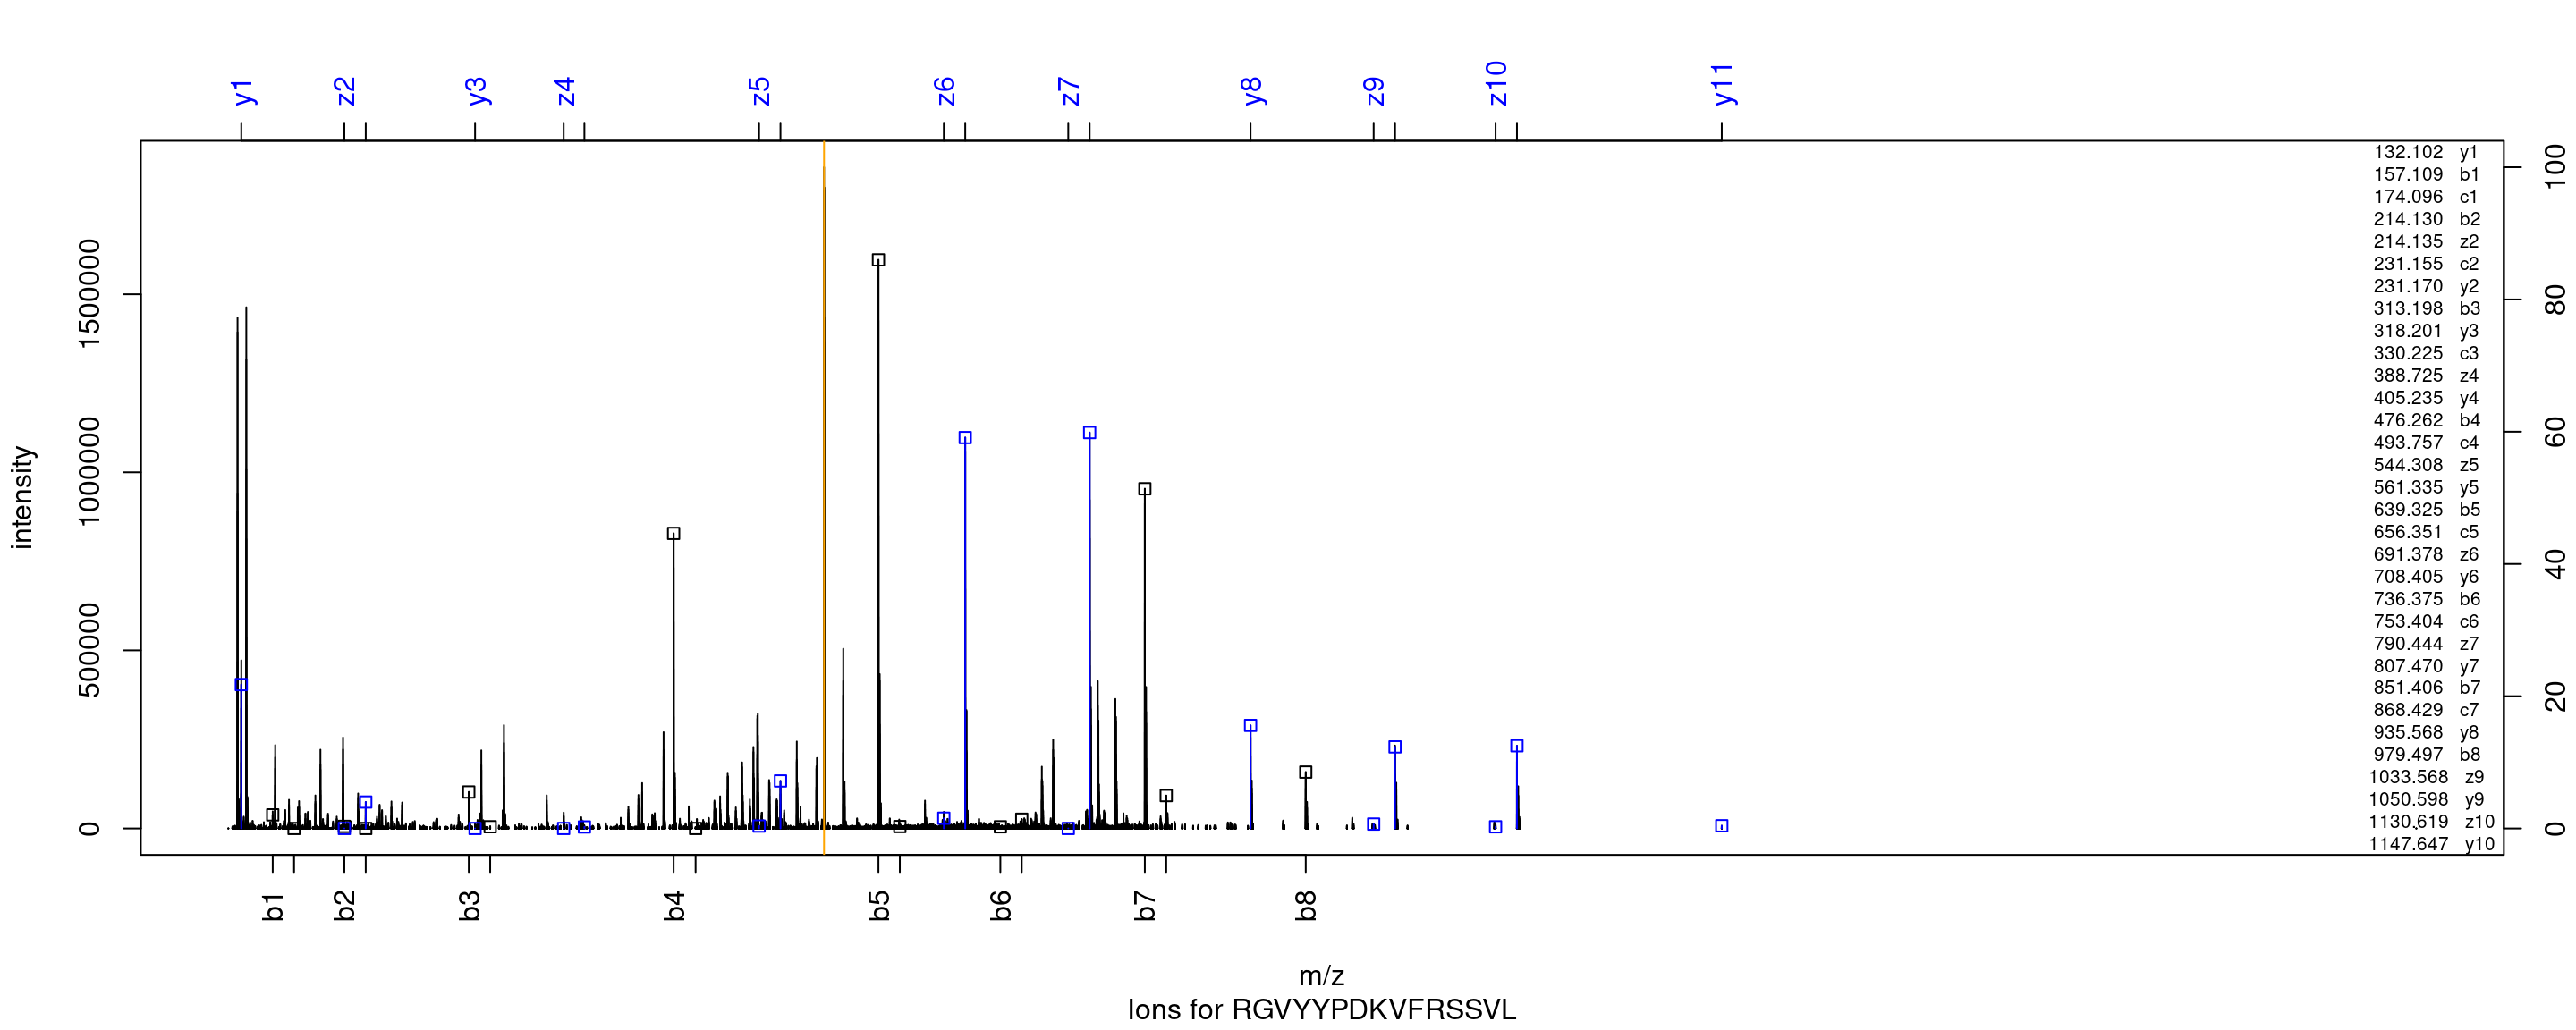 y1 z2 y3 z4 z5 z6 z7 y8 z9 z10 y11
132.102 y1
157.109 b1
174.096 c1
214.130 b2
214.135 z2
231.155 c2
231.170 y2
313.198 b3
318.201 y3
330.225 c3
388.725 z4
405.235 y4
476.262 b4
493.757 c4
544.308 z5
561.335 y5
639.325 b5
656.351 c5
691.378 z6
708.405 y6
736.375 b6
753.404 c6
790.444 z7
807.470 y7
851.406 b7
868.429 c7
935.568 y8
979.497 b8
1033.568 z9
1050.598 y9
1130.619 z10
1147.647 y10
intensity
0 500000 1000000 1500000
0 20 40 60 80 100
b1 b2 b3 b4 b5 b6 b7 b8
m/z
Ions for RGVYYPDKVFRSSVL